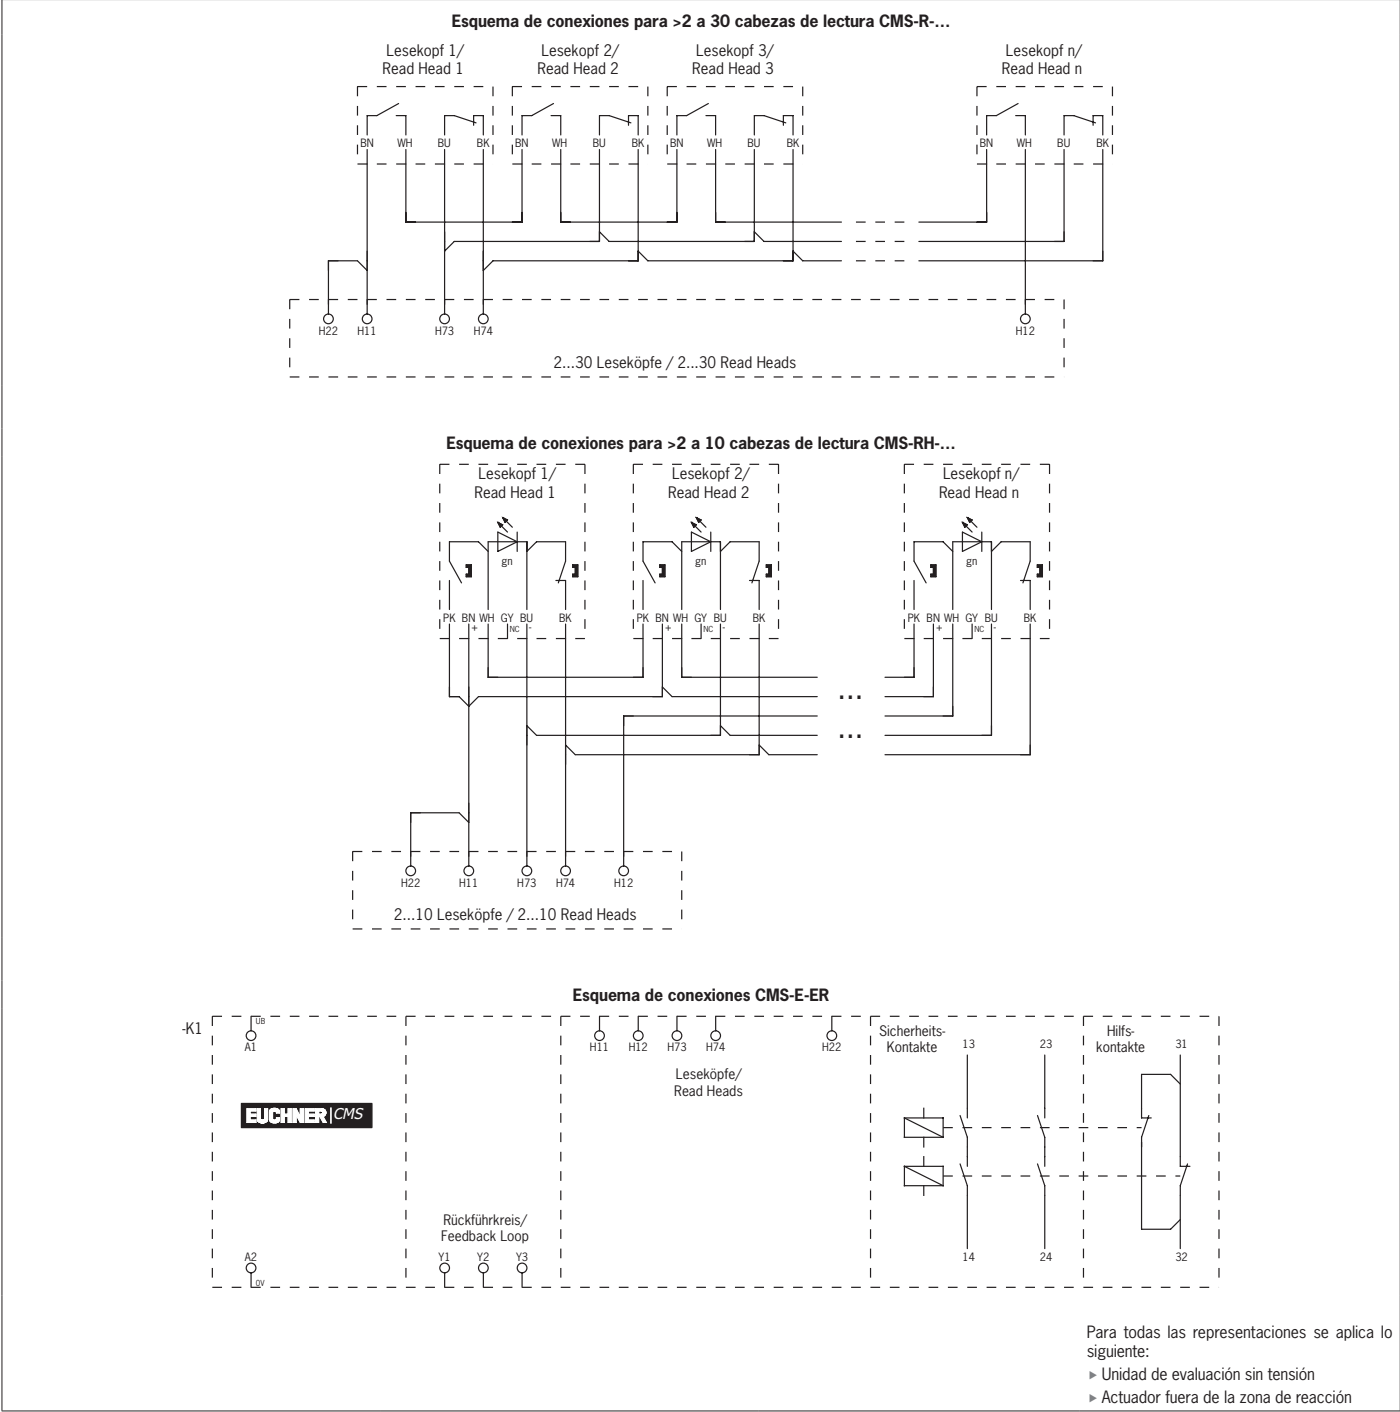 Esquema de conexiones para >2 a 30 cabezas de lectura CMS-R-...
Lesekopf 1/ Lesekopf 2/ Lesekopf 3/ Lesekopf n/
Read Head 1 Read Head 2 Read Head 3 Read Head n
BN WH BU BK BN WH BU BK BN WH BU BK BN WH BU BK
H22 H11 H73 H74 H12
2...30 Leseköpfe / 2...30 Read Heads
Esquema de conexiones para >2 a 10 cabezas de lectura CMS-RH-...
Lesekopf 1/ Lesekopf 2/ Lesekopf n/
Read Head 1 Read Head 2 Read Head n
gn gn gn
PK BN WH GY BU BK PK BN WH GY BU BK PK BN WH GY BU BK
+ NC - + NC - + NC -
... 
...
H22 H11 H73 H74 H12
2...10 Leseköpfe / 2...10 Read Heads
Esquema de conexiones CMS-E-ER
-K1
UB
A1
H11 H12 H73 H74 H22
Leseköpfe/
Read Heads
Sicherheits-
Kontakte
13 23
Hilfs-
kontakte
31
EUCHNER|CMS
Rückführkreis/
Feedback Loop
A2
0V
Y1 Y2 Y3
14 24 32
Para todas las representaciones se aplica lo
siguiente:
▸ Unidad de evaluación sin tensión
▸ Actuador fuera de la zona de reacción